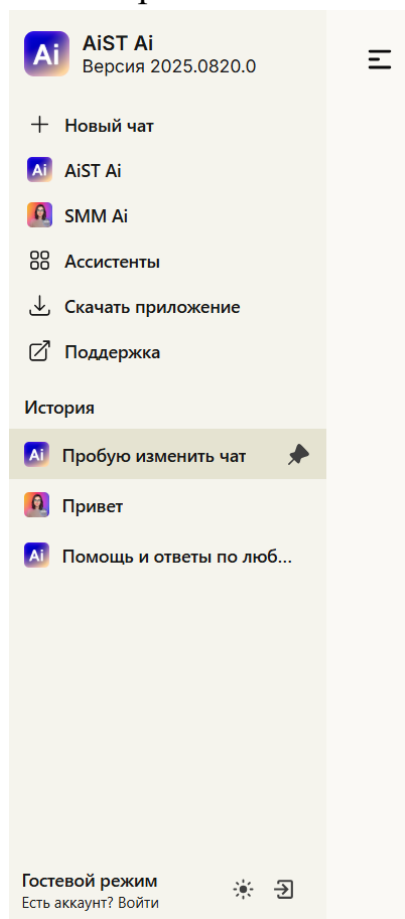 Ai AiST Ai
Версия 2025.0820.0
Новый чат
Ai AiST Ai
SMM Ai
Ассистенты
Скачать приложение
Поддержка
История
Ai Пробую изменить чат
Привет
Ai Помощь и ответы по люб...
Гостевой режим
Есть аккаунт? Войти